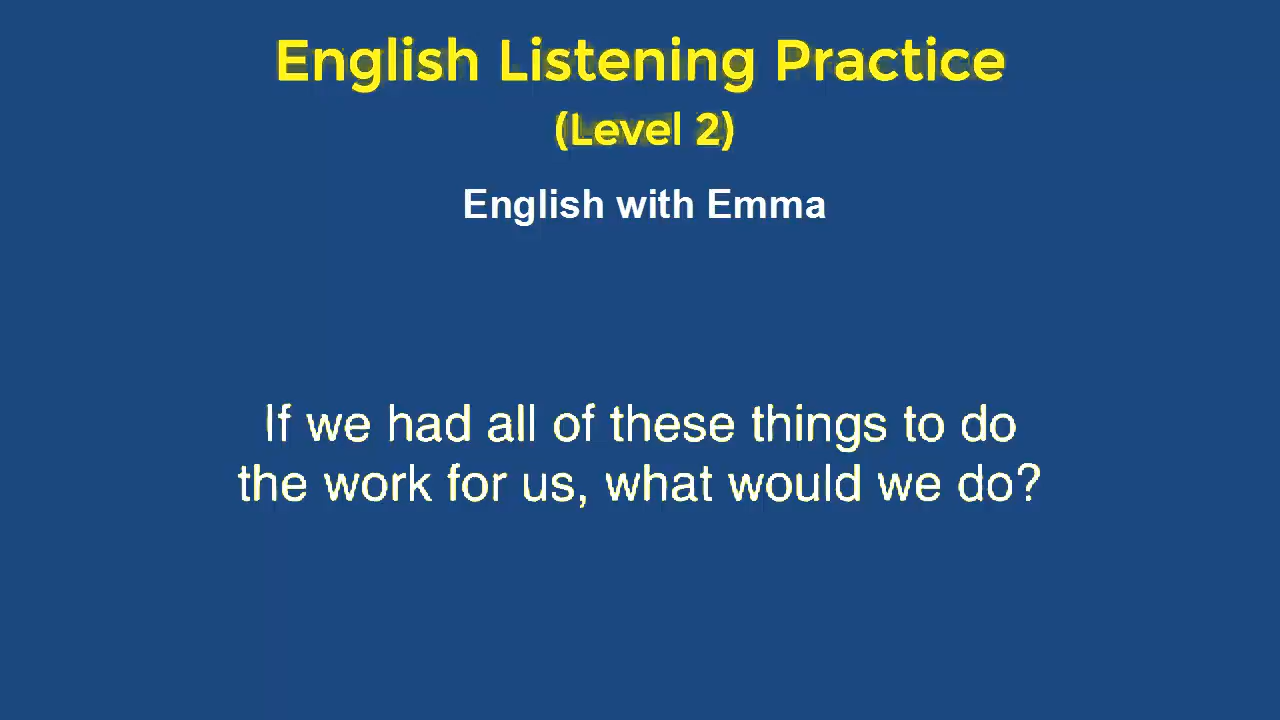 English Listening Practice
(Level 2)
English with Emma
If we had all of these things to do
the work for us, what would we do?